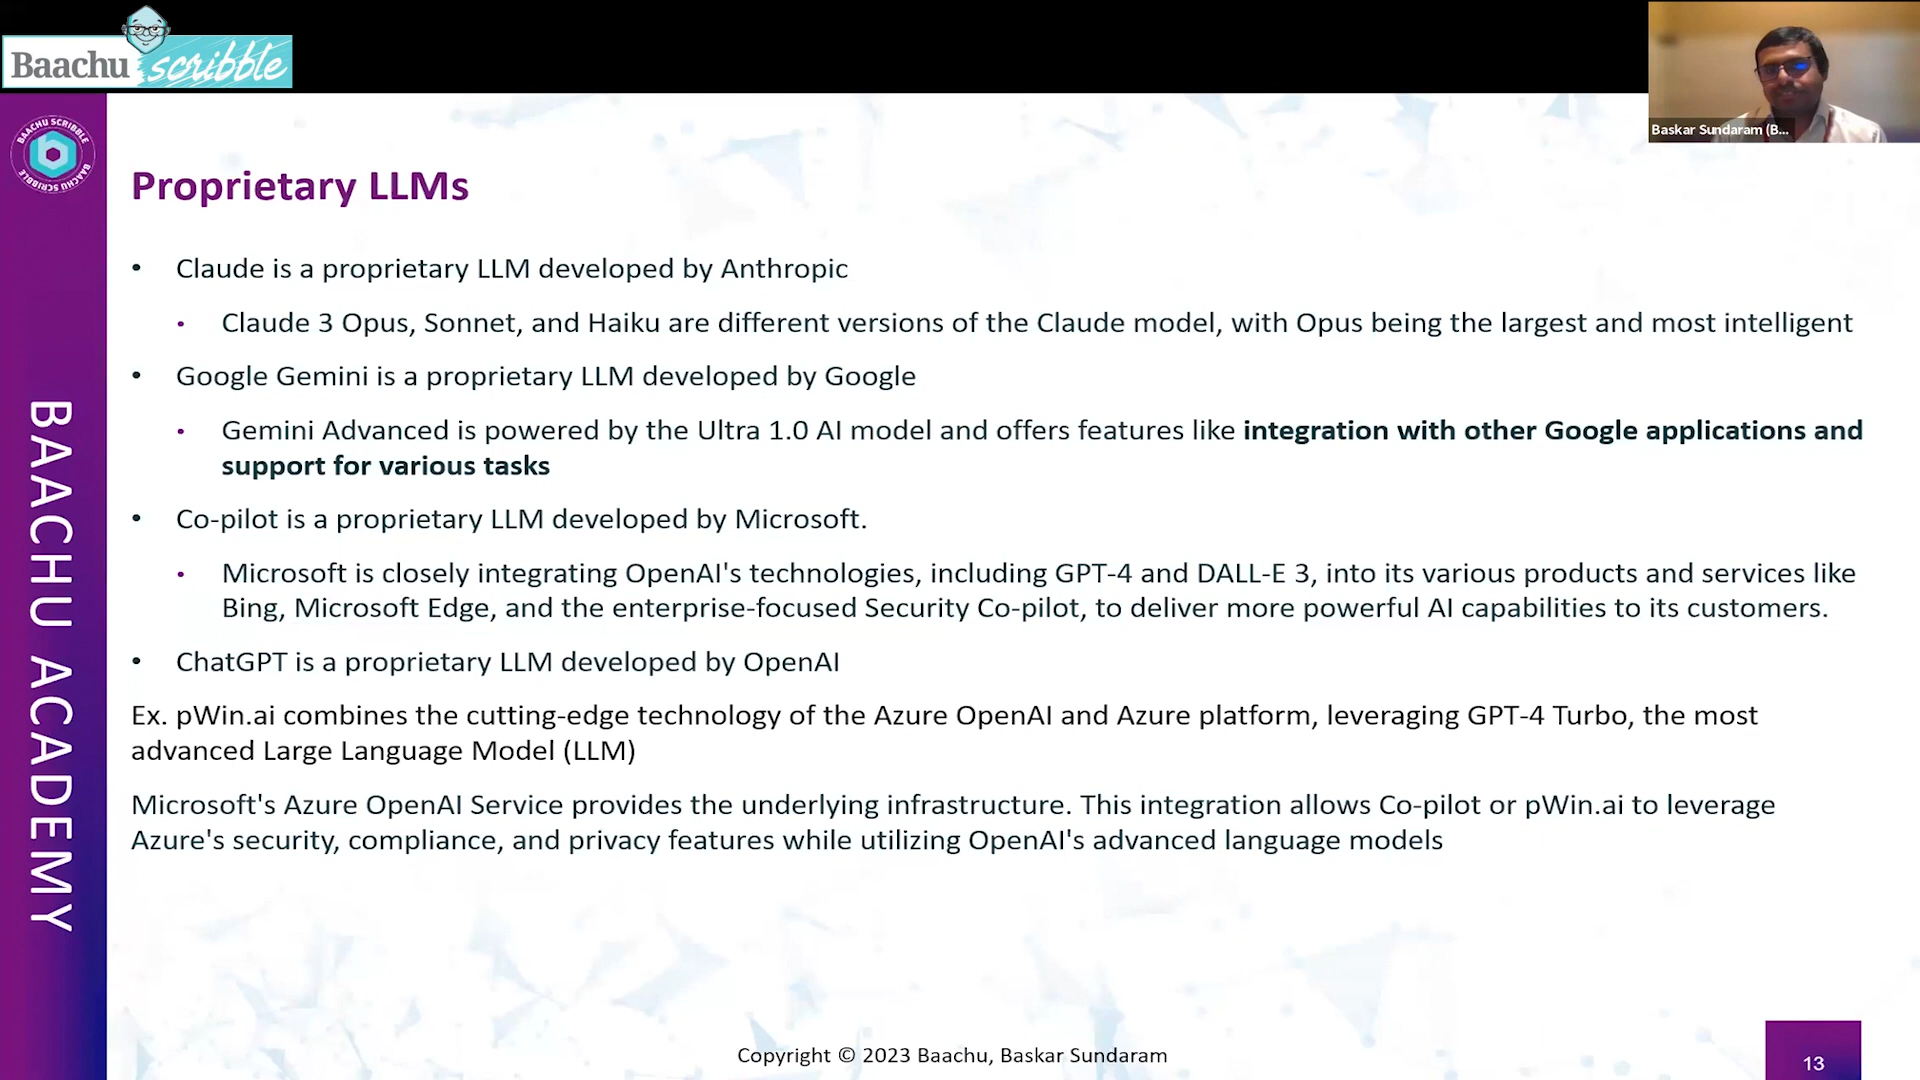 Baachu scribble
Baskar Sundaram (B...
BAACHU SCRIBBLE
BAACHU SCRIBBLE
BAACHU ACADEMY
Proprietary LLMs
• Claude is a proprietary LLM developed by Anthropic
• Claude 3 Opus, Sonnet, and Haiku are different versions of the Claude model, with Opus being the largest and most intelligent
• Google Gemini is a proprietary LLM developed by Google
• Gemini Advanced is powered by the Ultra 1.0 AI model and offers features like integration with other Google applications and
support for various tasks
• Co-pilot is a proprietary LLM developed by Microsoft.
• Microsoft is closely integrating OpenAI's technologies, including GPT-4 and DALL-E 3, into its various products and services like
Bing, Microsoft Edge, and the enterprise-focused Security Co-pilot, to deliver more powerful AI capabilities to its customers.
• ChatGPT is a proprietary LLM developed by OpenAI
Ex. pWin.ai combines the cutting-edge technology of the Azure OpenAI and Azure platform, leveraging GPT-4 Turbo, the most
advanced Large Language Model (LLM)
Microsoft's Azure OpenAI Service provides the underlying infrastructure. This integration allows Co-pilot or pWin.ai to leverage
Azure's security, compliance, and privacy features while utilizing OpenAI's advanced language models
Copyright © 2023 Baachu, Baskar Sundaram
13